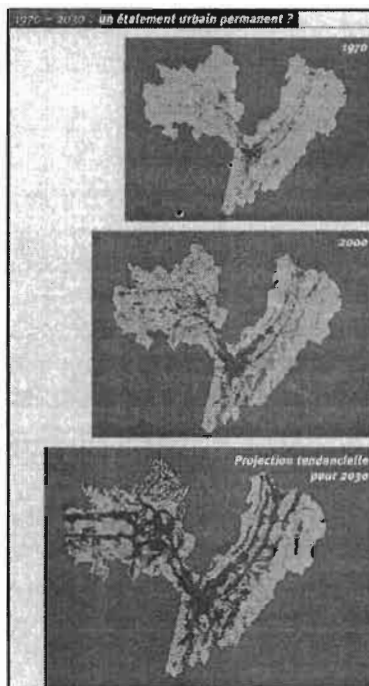 1970 - 2030 : un étalement urbain permanent ?
1970
2000
Projection tendancielle
pour 2030